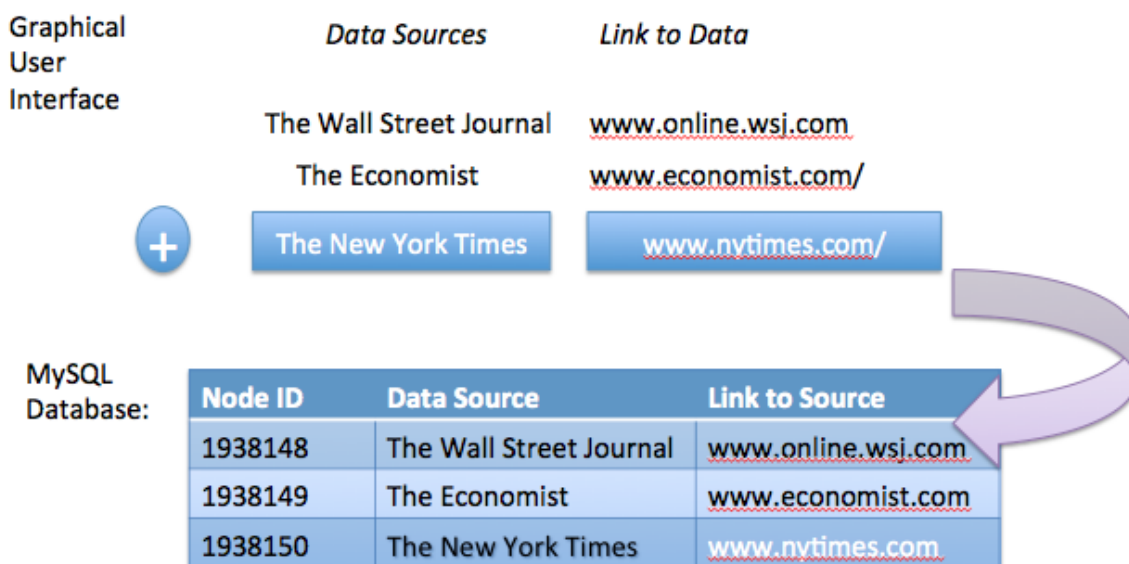 Graphical
User
Interface
Data Sources Link to Data
The Wall Street Journal www.online.wsj.com
The Economist www.economist.com/
+ The New York Times www.nytimes.com/
MySQL
Database:
Node ID Data Source Link to Source
1938148 The Wall Street Journal www.online.wsj.com
1938149 The Economist www.economist.com
1938150 The New York Times www.nytimes.com